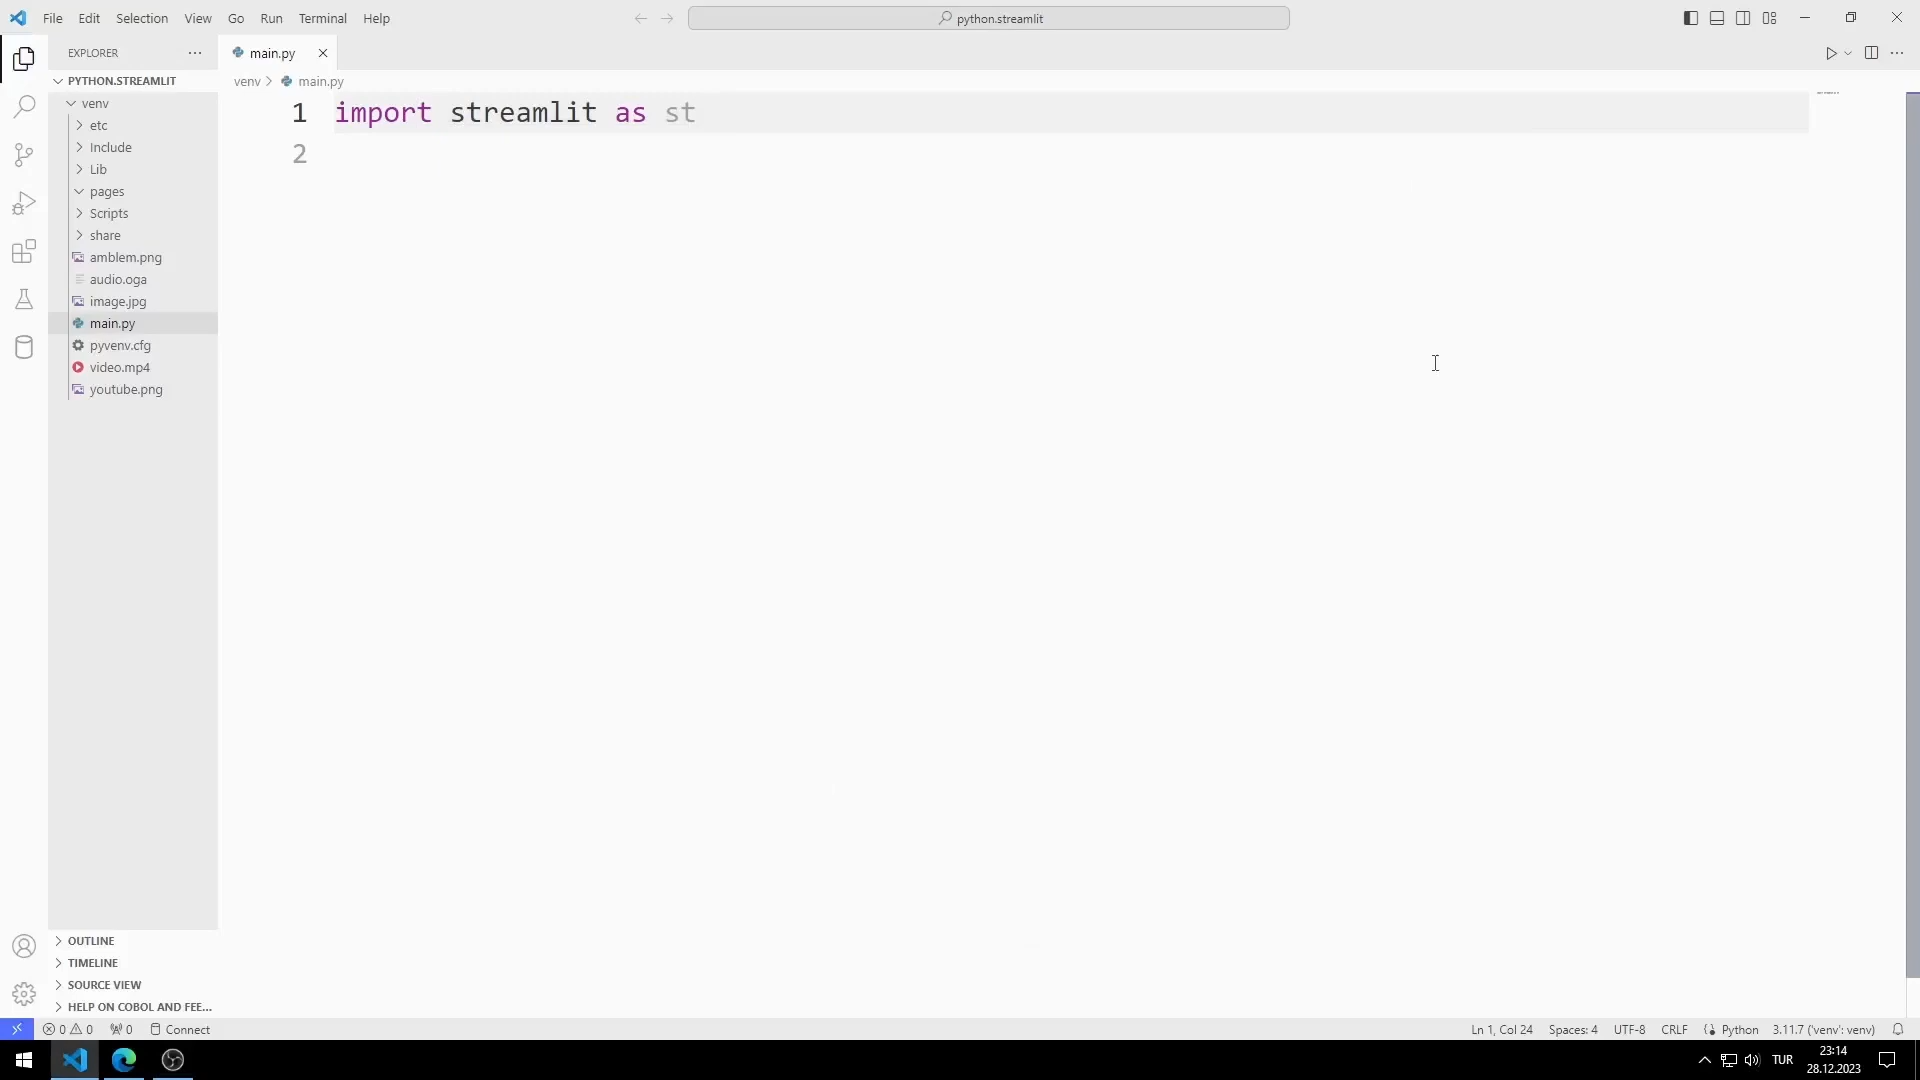 File Edit Selection View Go Run Terminal Help
python.streamlit
EXPLORER
main.py
PYTHON.STREAMLIT
venv > main.py
venv
etc
Include
Lib
pages
Scripts
share
amblem.png
audio.oga
image.jpg
main.py
pyvenv.cfg
video.mp4
youtube.png
1 import streamlit as st
2
OUTLINE
TIMELINE
SOURCE VIEW
HELP ON COBOL AND FEE...
0 0 0 Connect
Ln 1, Col 24 Spaces: 4 UTF-8 CRLF Python 3.11.7 ('venv': venv)
TUR 23:14
28.12.2023